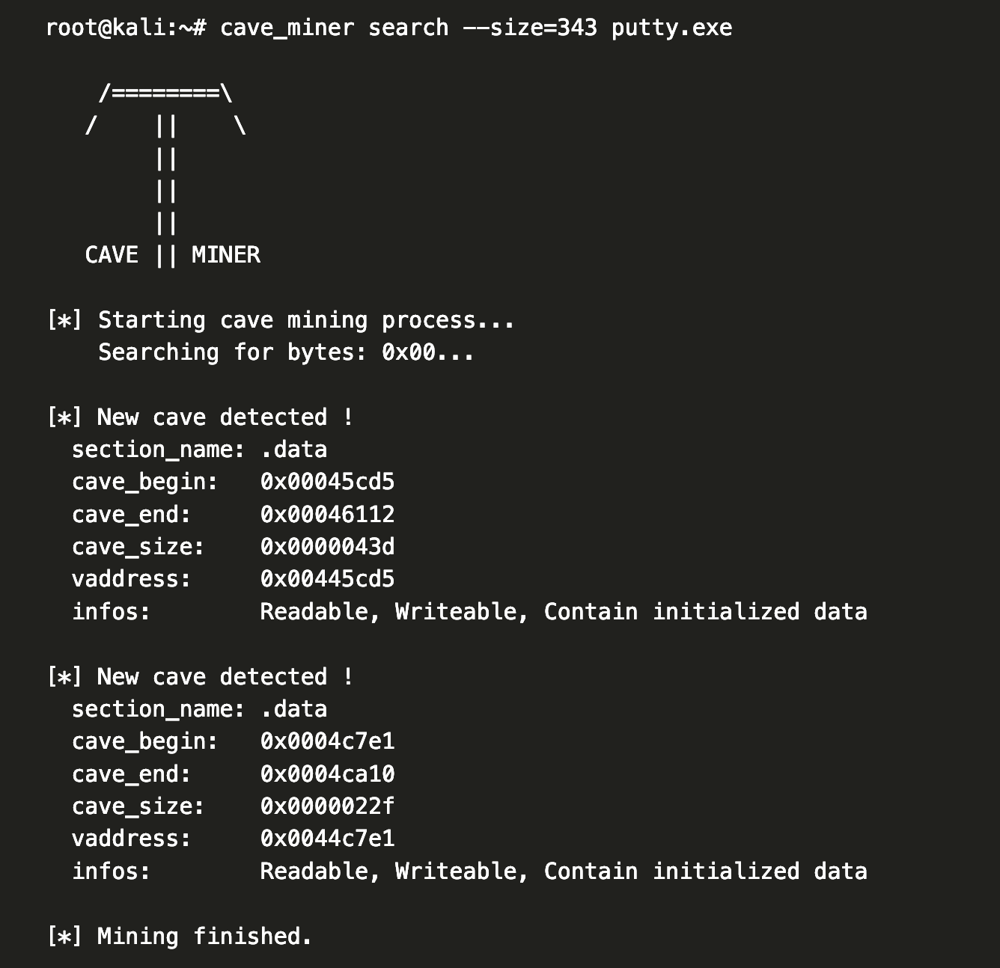 root@kali:~# cave_miner search --size=343 putty.exe
/========\
/    ||    \
||
||
||
CAVE || MINER
[*] Starting cave mining process...
Searching for bytes: 0x00...
[*] New cave detected !
section_name: .data
cave_begin:   0x00045cd5
cave_end:     0x00046112
cave_size:    0x0000043d
vaddress:     0x00445cd5
infos:        Readable, Writeable, Contain initialized data
[*] New cave detected !
section_name: .data
cave_begin:   0x0004c7e1
cave_end:     0x0004ca10
cave_size:    0x0000022f
vaddress:     0x0044c7e1
infos:        Readable, Writeable, Contain initialized data
[*] Mining finished.